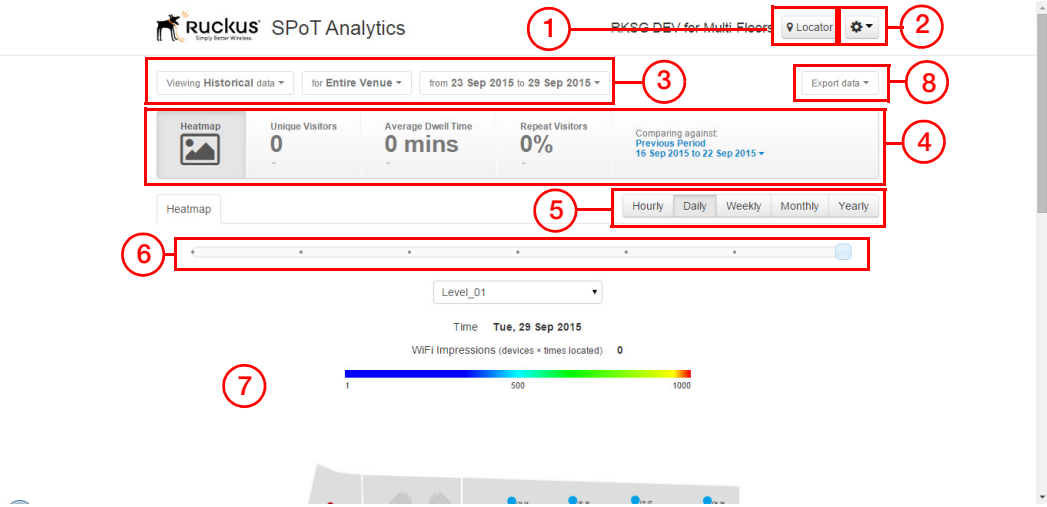 RUCKUS®
Simply Better Wireless.
SPoT Analytics
1
RKSG DEV for Multi-Floors
Locator
2
Viewing Historical data
for Entire Venue
from 23 Sep 2015 to 29 Sep 2015
3
Export data
8
Heatmap
Unique Visitors
0
-
Average Dwell Time
0 mins
-
Repeat Visitors
0%
-
Comparing against:
Previous Period
16 Sep 2015 to 22 Sep 2015
4
Heatmap
5
Hourly
Daily
Weekly
Monthly
Yearly
6
Level_01
Time Tue, 29 Sep 2015
WiFi Impressions (devices × times located) 0
7
1 500 1000